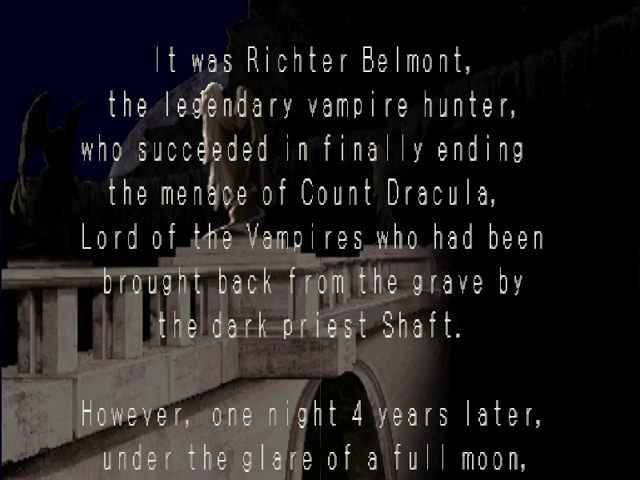 It was Richter Belmont,
the legendary vampire hunter,
who succeeded in finally ending
the menace of Count Dracula,
Lord of the Vampires who had been
brought back from the grave by
the dark priest Shaft.
However, one night 4 years later,
under the glare of a full moon,